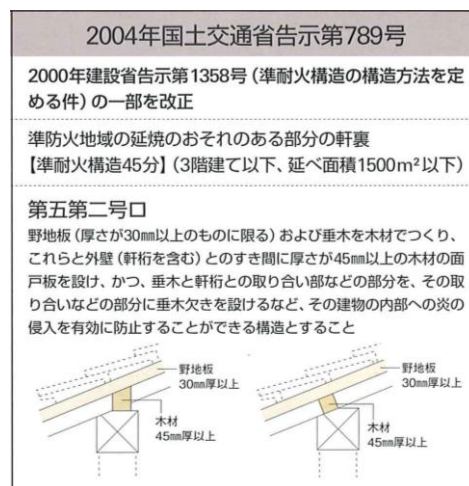 2004年国土交通省告示第789号
2000年建設省告示第1358号（準耐火構造の構造方法を定
める件）の一部を改正
準防火地域の延焼のおそれのある部分の軒裏
【準耐火構造45分】（3階建て以下、延べ面積1500m²以下）
第五第二号ロ
野地板（厚さが30㎜以上のものに限る）および垂木を木材でつくり、
これらと外壁（軒桁を含む）とのすき間に厚さが45㎜以上の木材の面
戸板を設け、かつ、垂木と軒桁との取り合い部などの部分を、その取
り合いなどの部分に垂木欠きを設けるなど、その建物の内部への炎の
侵入を有効に防止することができる構造とすること
野地板
30㎜厚以上
木材
45㎜厚以上
野地板
30㎜厚以上
木材
45㎜厚以上